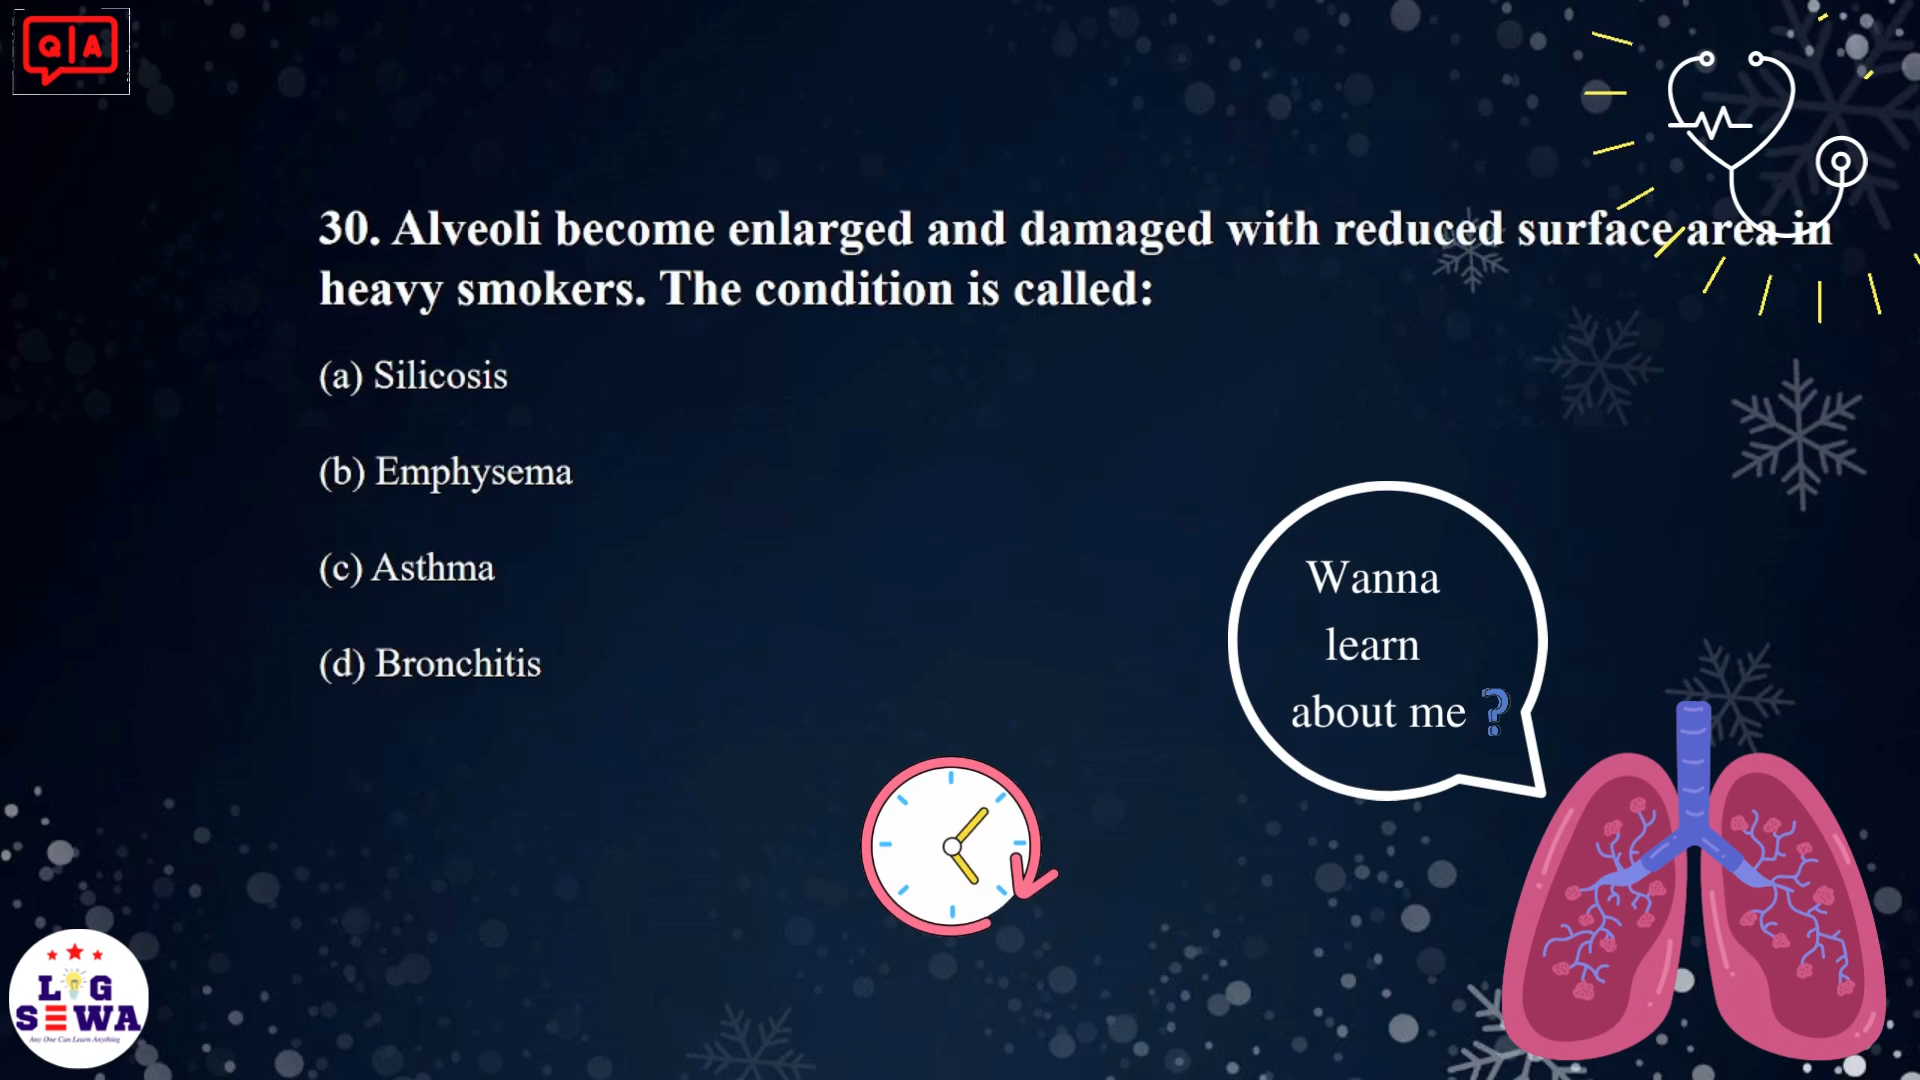 Q|A
30. Alveoli become enlarged and damaged with reduced surface area in
heavy smokers. The condition is called:
(a) Silicosis
(b) Emphysema
(c) Asthma
(d) Bronchitis
Wanna
learn
about me ?
L G
SEWA
Any One Can Learn Anything